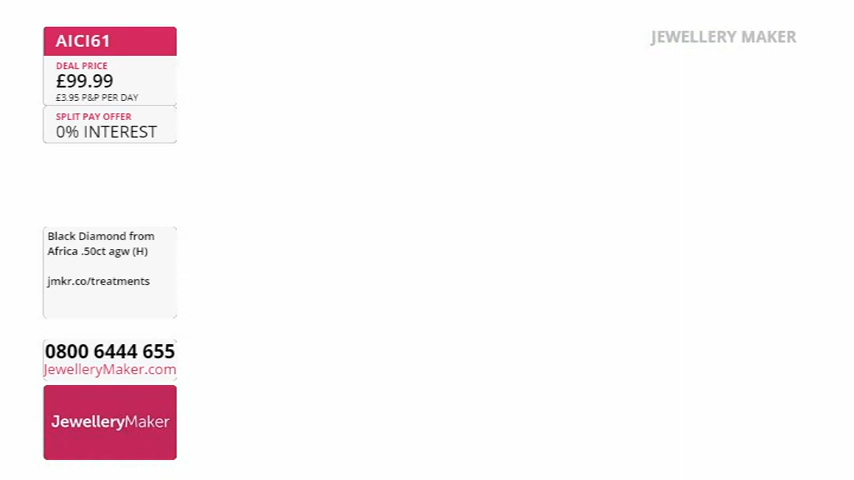 AICI61
JEWELLERY MAKER
DEAL PRICE
£99.99
£3.95 P&P PER DAY
SPLIT PAY OFFER
0% INTEREST
Black Diamond from
Africa .50ct agw (H)
jmkr.co/treatments
0800 6444 655
JewelleryMaker.com
JewelleryMaker